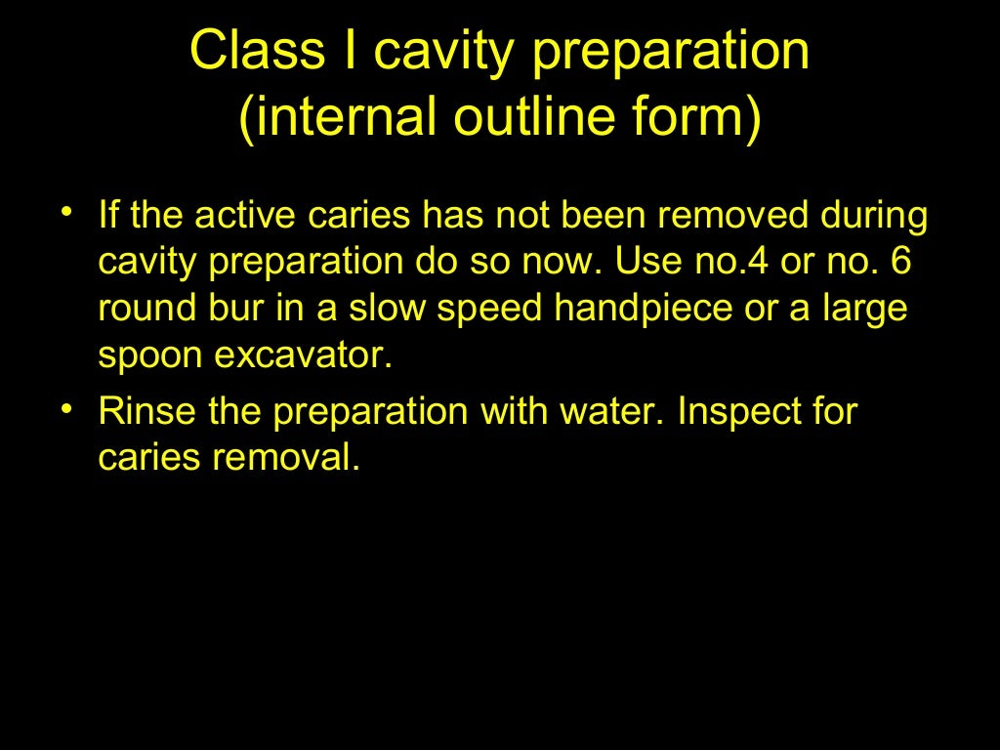 Class I cavity preparation
(internal outline form)
• If the active caries has not been removed during
cavity preparation do so now. Use no.4 or no. 6
round bur in a slow speed handpiece or a large
spoon excavator.
• Rinse the preparation with water. Inspect for
caries removal.